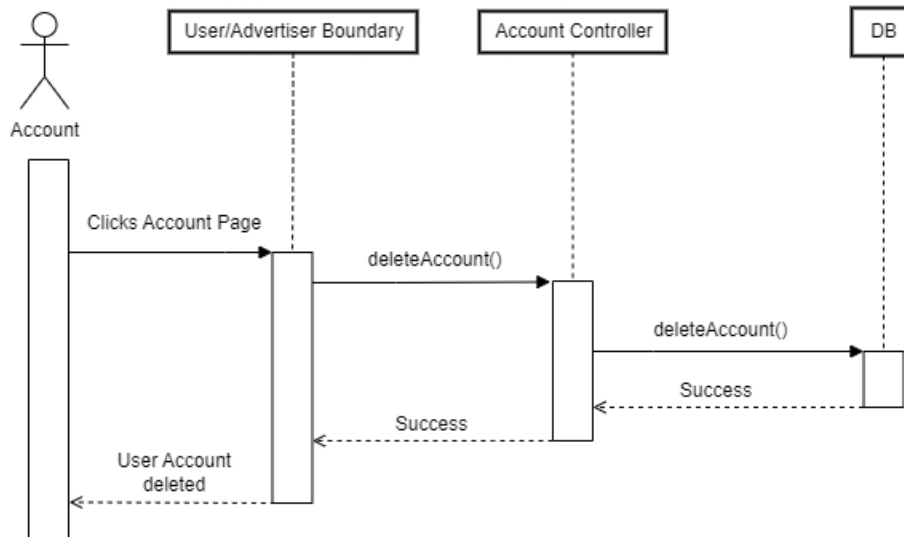 User/Advertiser Boundary
Account Controller
DB
Account
Clicks Account Page
deleteAccount()
deleteAccount()
Success
Success
User Account
deleted